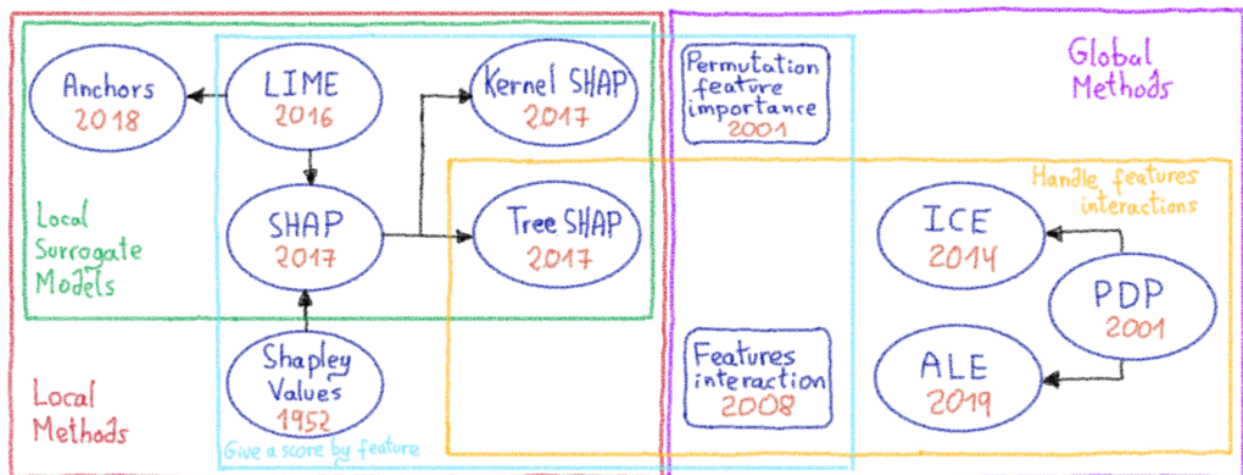 Anchors
2018
LIME
2016
Kernel SHAP
2017
Permutation
feature
importance
2001
Global
Methods
Local
Surrogate
Models
SHAP
2017
Tree SHAP
2017
Handle features
interactions
ICE
2014
PDP
2001
Local
Methods
Shapley
Values
1952
Give a score by feature
Features
interaction
2008
ALE
2019